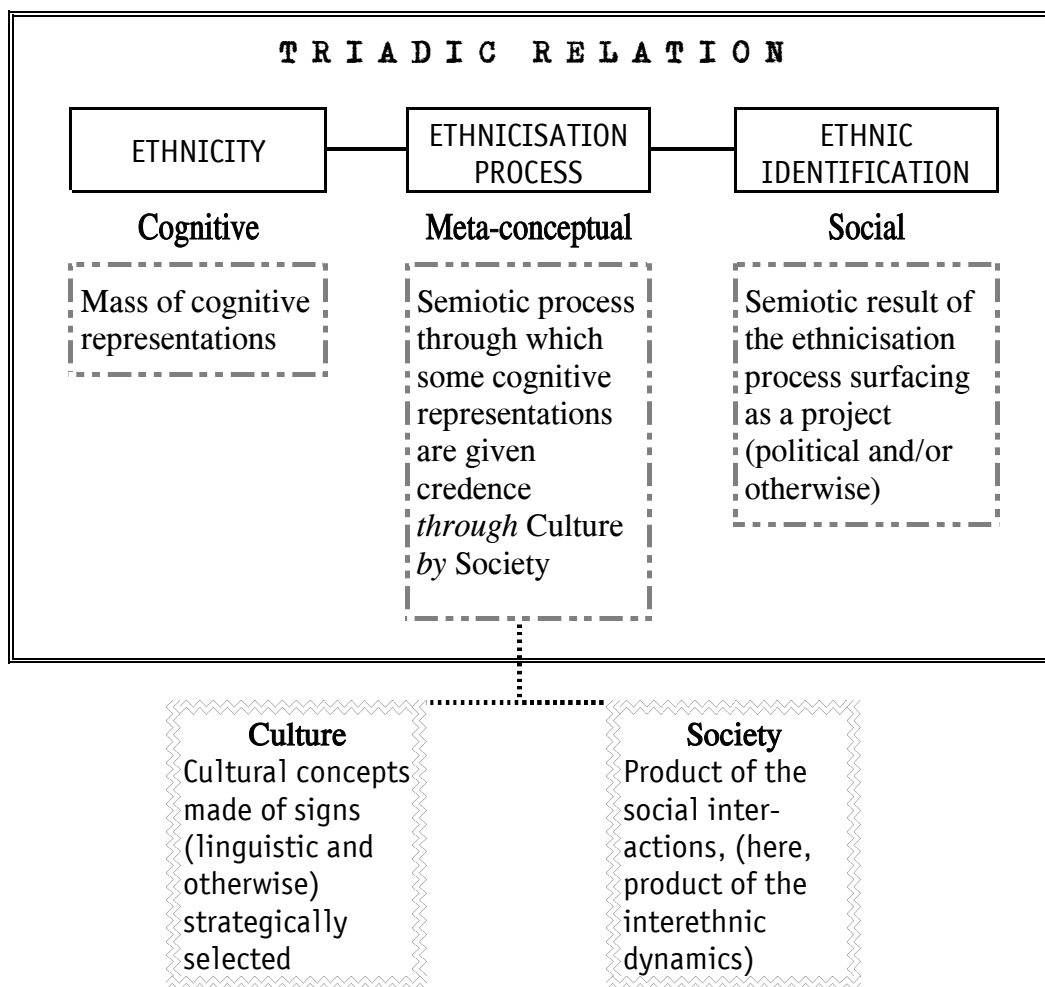 TRIADIC RELATION
ETHNICITY
ETHNICISATION
PROCESS
ETHNIC
IDENTIFICATION
Cognitive
Meta-conceptual
Social
Mass of cognitive
representations
Semiotic process
through which
some cognitive
representations
are given
credence
through Culture
by Society
Semiotic result of
the ethnicisation
process surfacing
as a project
(political and/or
otherwise)
Culture
Cultural concepts
made of signs
(linguistic and
otherwise)
strategically
selected
Society
Product of the
social inter-
actions, (here,
product of the
interethnic
dynamics)